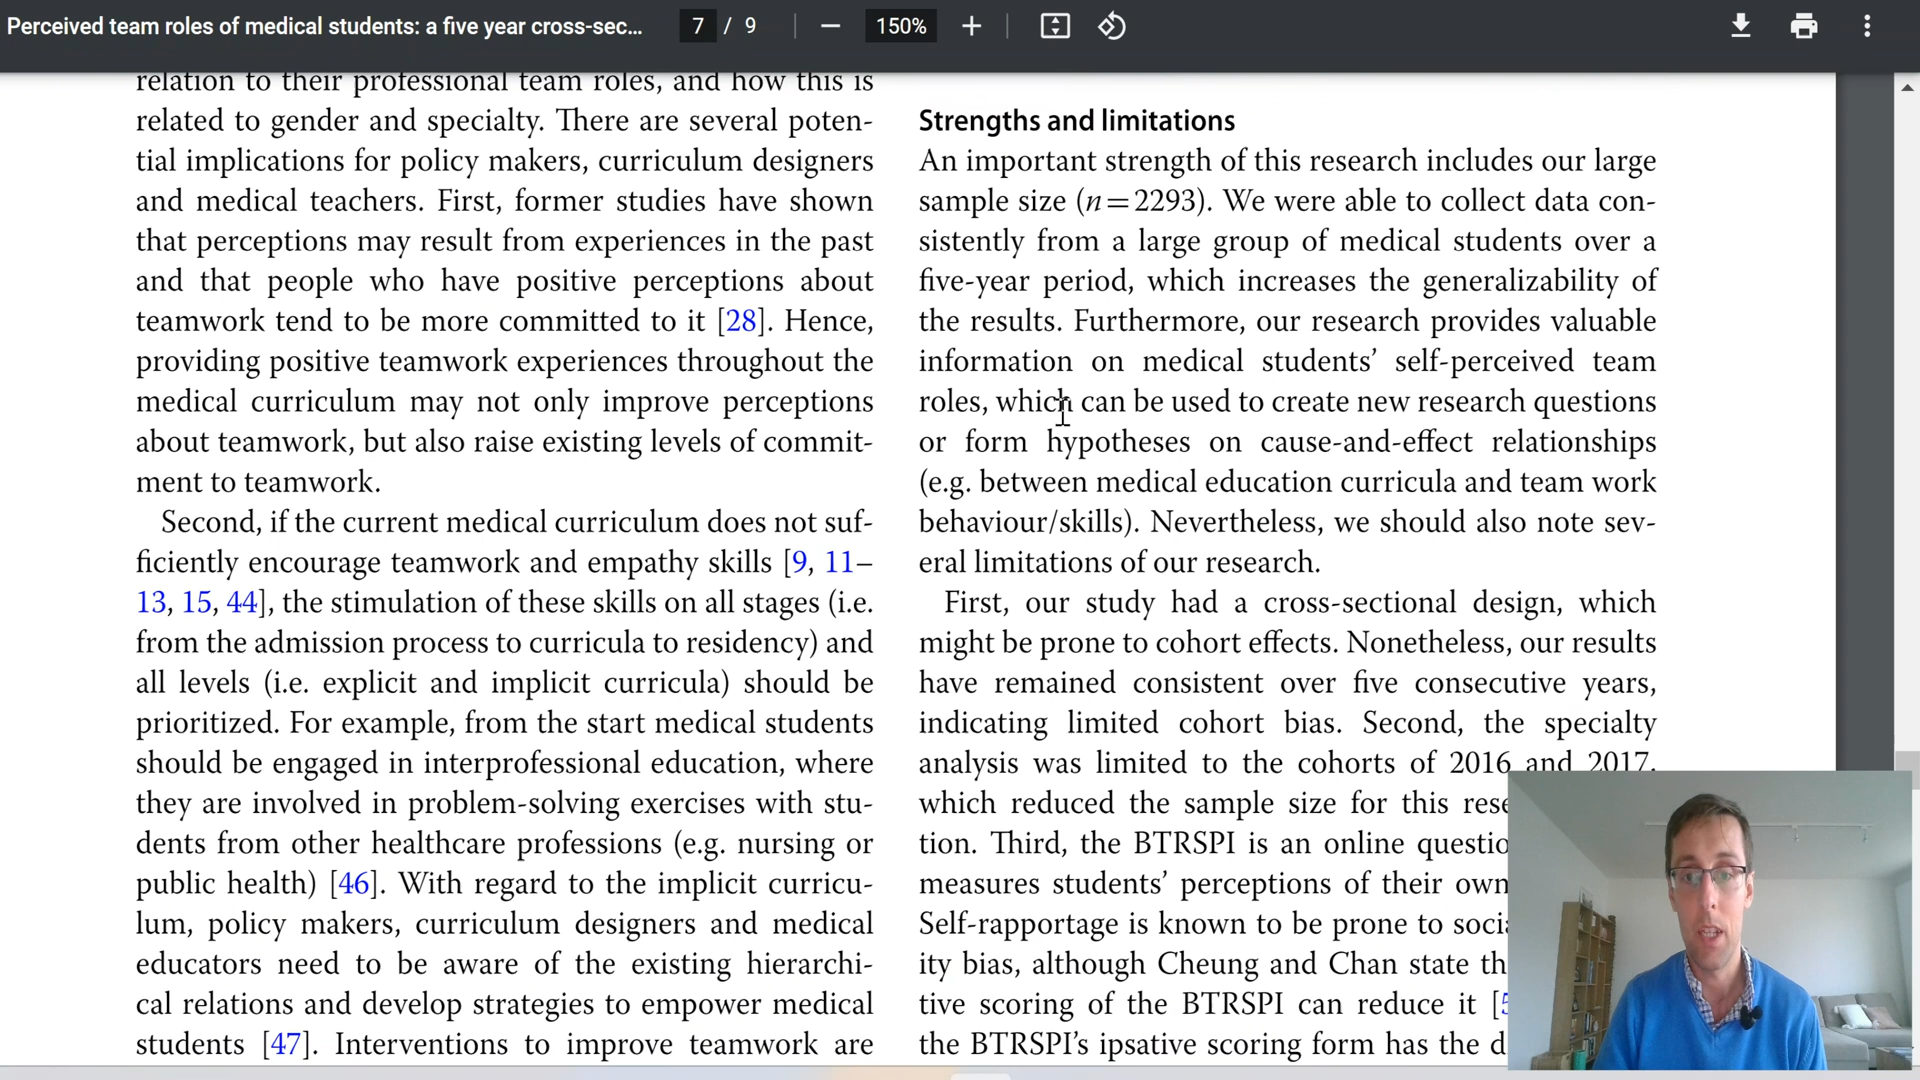 Perceived team roles of medical students: a five year cross-sec...
7 / 9
150%
relation to their professional team roles, and how this is
related to gender and specialty. There are several poten-
tial implications for policy makers, curriculum designers
and medical teachers. First, former studies have shown
that perceptions may result from experiences in the past
and that people who have positive perceptions about
teamwork tend to be more committed to it [28]. Hence,
providing positive teamwork experiences throughout the
medical curriculum may not only improve perceptions
about teamwork, but also raise existing levels of commit-
ment to teamwork.
Second, if the current medical curriculum does not suf-
ficiently encourage teamwork and empathy skills [9, 11–
13, 15, 44], the stimulation of these skills on all stages (i.e.
from the admission process to curricula to residency) and
all levels (i.e. explicit and implicit curricula) should be
prioritized. For example, from the start medical students
should be engaged in interprofessional education, where
they are involved in problem-solving exercises with stu-
dents from other healthcare professions (e.g. nursing or
public health) [46]. With regard to the implicit curricu-
lum, policy makers, curriculum designers and medical
educators need to be aware of the existing hierarchi-
cal relations and develop strategies to empower medical
students [47]. Interventions to improve teamwork are
Strengths and limitations
An important strength of this research includes our large
sample size (n = 2293). We were able to collect data con-
sistently from a large group of medical students over a
five-year period, which increases the generalizability of
the results. Furthermore, our research provides valuable
information on medical students’ self-perceived team
roles, which can be used to create new research questions
or form hypotheses on cause-and-effect relationships
(e.g. between medical education curricula and team work
behaviour/skills). Nevertheless, we should also note sev-
eral limitations of our research.
First, our study had a cross-sectional design, which
might be prone to cohort effects. Nonetheless, our results
have remained consistent over five consecutive years,
indicating limited cohort bias. Second, the specialty
analysis was limited to the cohorts of 2016 and 2017,
which reduced the sample size for this rese
tion. Third, the BTRSPI is an online questio
measures students’ perceptions of their own
Self-rapportage is known to be prone to soci
ity bias, although Cheung and Chan state th
tive scoring of the BTRSPI can reduce it [5
the BTRSPI’s ipsative scoring form has the d